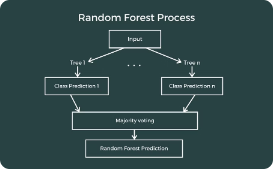 Random Forest Process
Input
Tree 1
Tree n
Class Prediction 1
Class Prediction n
Majority voting
Random Forest Prediction